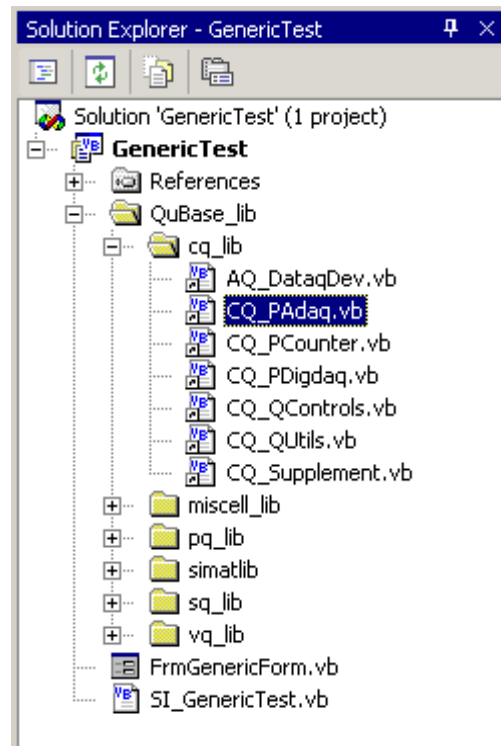 Solution Explorer - GenericTest
Solution 'GenericTest' (1 project)
GenericTest
References
QuBase_lib
cq_lib
AQ_DataqDev.vb
CQ_PAdaq.vb
CQ_PCounter.vb
CQ_PDigdaq.vb
CQ_QControls.vb
CQ_QUtils.vb
CQ_Supplement.vb
miscell_lib
pq_lib
simatlib
sq_lib
vq_lib
FrmGenericForm.vb
SI_GenericTest.vb